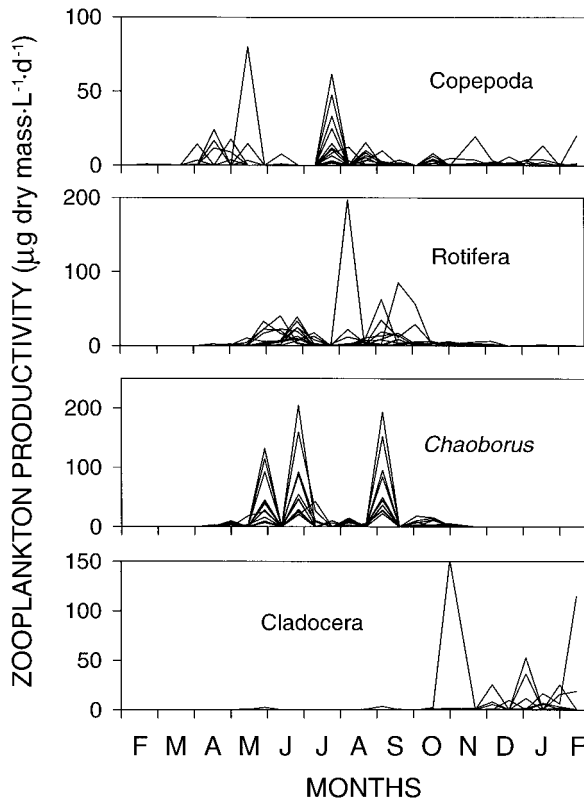 ZOOPLANKTON PRODUCTIVITY (µg dry mass·L⁻¹·d⁻¹)
100
Copepoda
50
0
200
Rotifera
100
0
200
Chaoborus
100
0
150
Cladocera
100
50
0
F M A M J J A S O N D J F
MONTHS